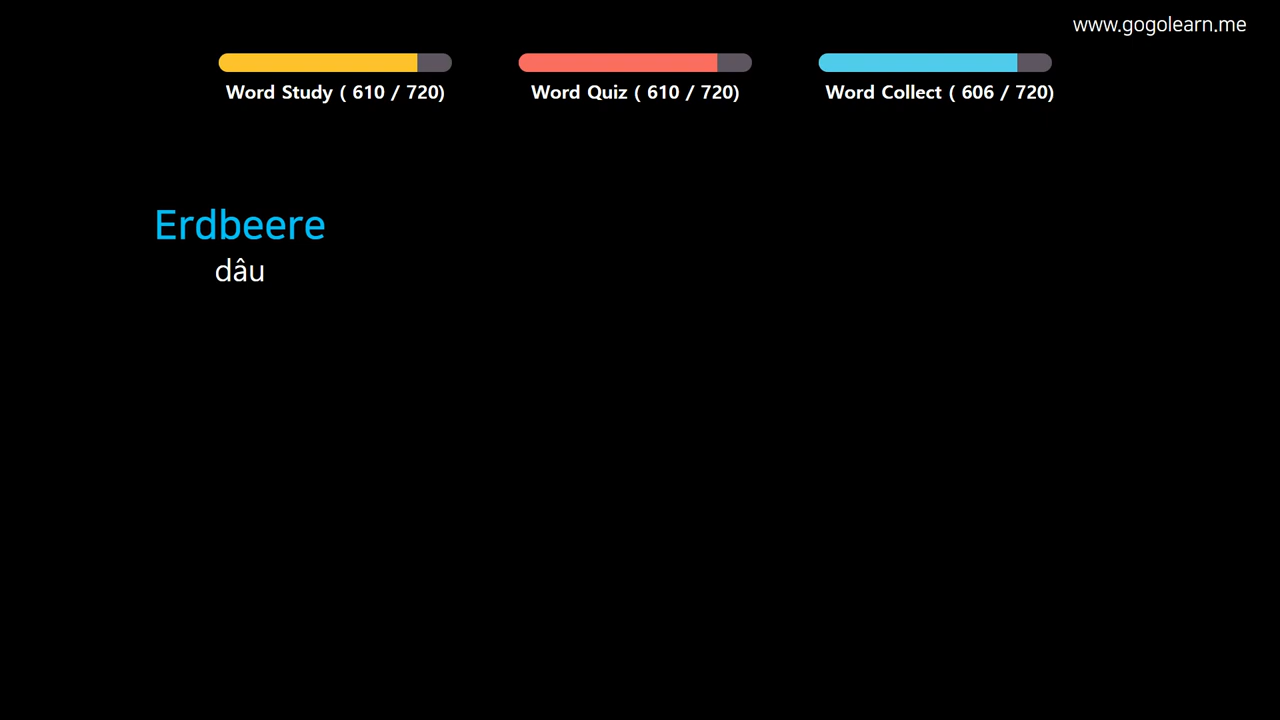 www.gogolearn.me
Word Study ( 610 / 720)
Word Quiz ( 610 / 720)
Word Collect ( 606 / 720)
Erdbeere
dâu